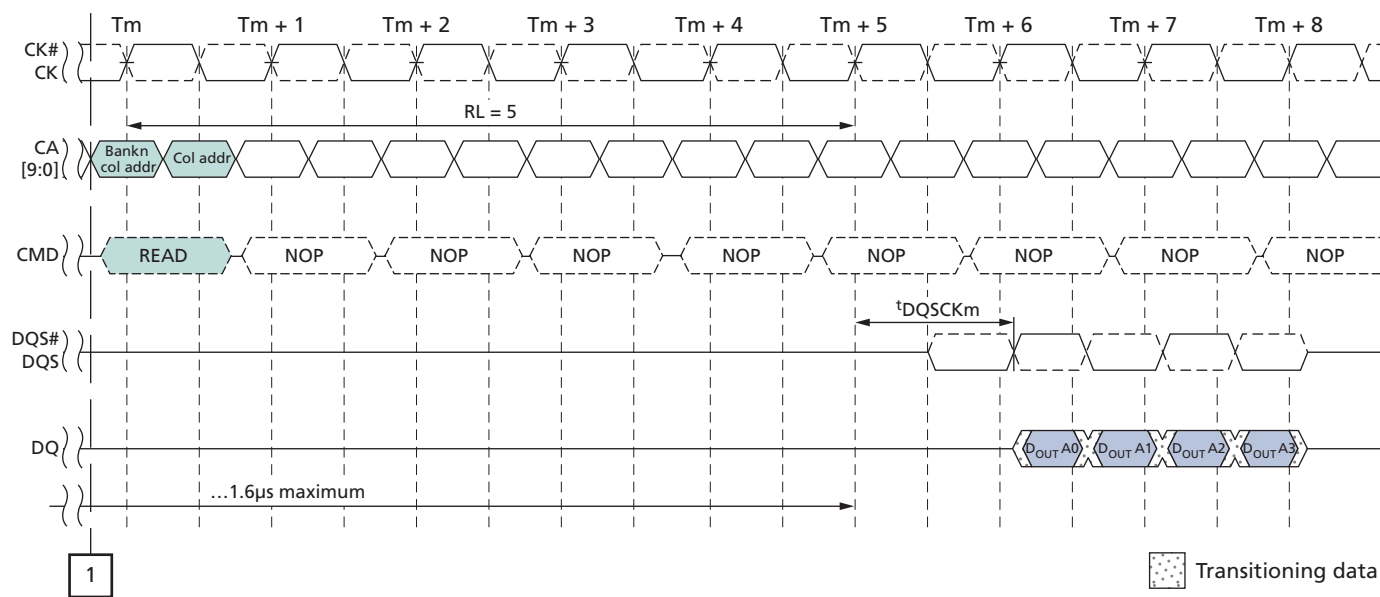 Tm Tm + 1 Tm + 2 Tm + 3 Tm + 4 Tm + 5 Tm + 6 Tm + 7 Tm + 8
CK#
CK
RL = 5
CA
[9:0]
Bankn
col addr
Col addr
CMD
READ NOP NOP NOP NOP NOP NOP NOP NOP
tDQSCKm
DQS#
DQS
DQ
DOUT A0 DOUT A1 DOUT A2 DOUT A3
…1.6µs maximum
1
Transitioning data